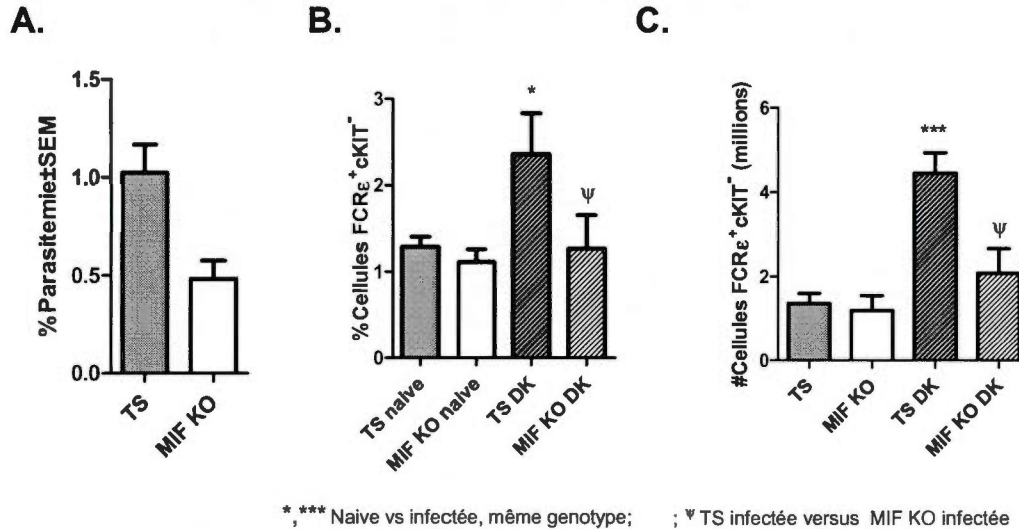 A.
B.
C.
%Parasitemie±SEM
1.5
1.0
0.5
0.0
TS
MIF KO
%Cellules FCRε⁺cKIT⁻
3
2
1
0
*
Ψ
TS naive
MIF KO naive
TS DK
MIF KO DK
#Cellules FCRε⁺cKIT⁻ (millions)
6
4
2
0
***
Ψ
TS
MIF KO
TS DK
MIF KO DK
*,*** Naive vs infectée, même genotype; ; Ψ TS infectée versus MIF KO infectée